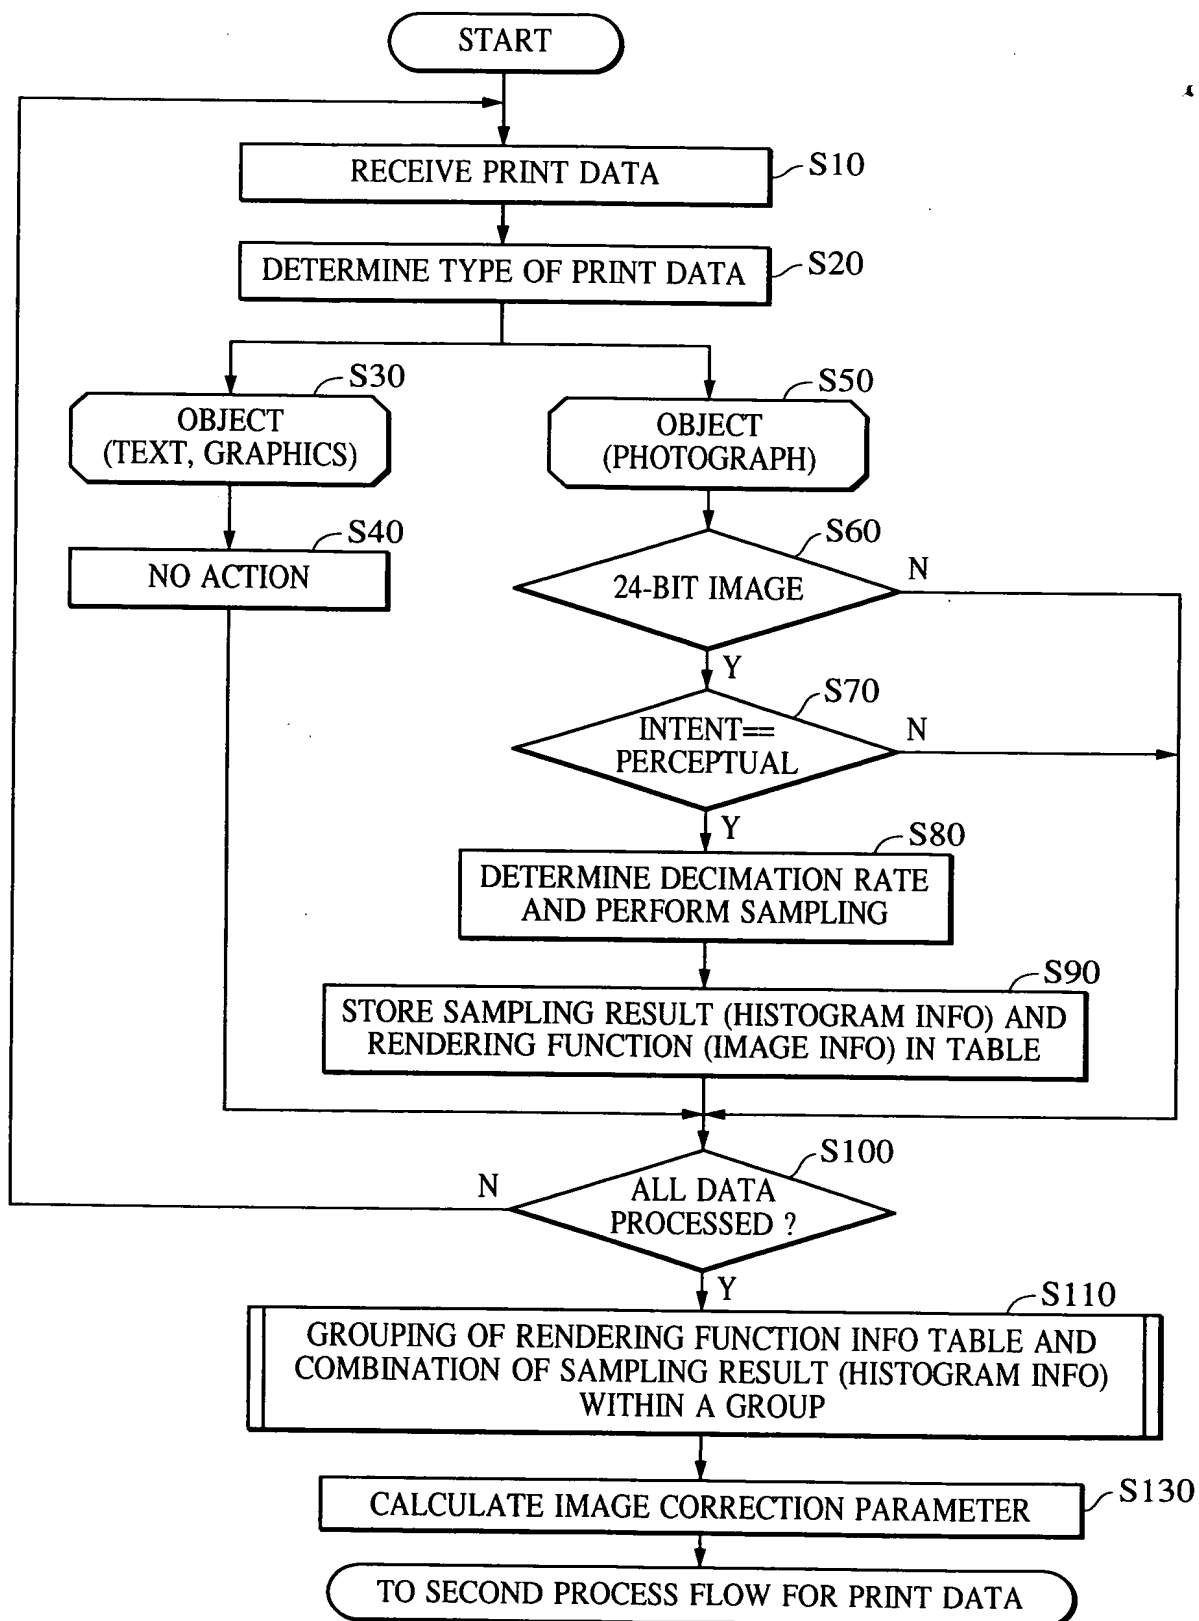 START
RECEIVE PRINT DATA
S10
DETERMINE TYPE OF PRINT DATA
S20
S30
OBJECT
(TEXT, GRAPHICS)
S50
OBJECT
(PHOTOGRAPH)
S40
NO ACTION
S60
24-BIT IMAGE
N
Y
S70
INTENT==
PERCEPTUAL
N
Y
S80
DETERMINE DECIMATION RATE
AND PERFORM SAMPLING
S90
STORE SAMPLING RESULT (HISTOGRAM INFO) AND
RENDERING FUNCTION (IMAGE INFO) IN TABLE
S100
ALL DATA
PROCESSED ?
N
Y
S110
GROUPING OF RENDERING FUNCTION INFO TABLE AND
COMBINATION OF SAMPLING RESULT (HISTOGRAM INFO)
WITHIN A GROUP
CALCULATE IMAGE CORRECTION PARAMETER
S130
TO SECOND PROCESS FLOW FOR PRINT DATA